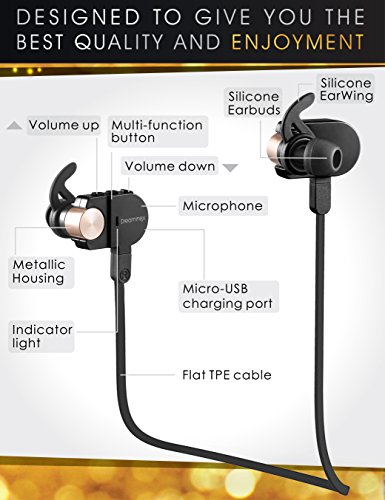 DESIGNED TO GIVE YOU THE
BEST QUALITY AND ENJOYMENT
Silicone
EarWing
Silicone
Earbuds
Volume up
Multi-function
button
Volume down
Microphone
Metallic
Housing
Micro-USB
charging port
Indicator
light
Flat TPE cable